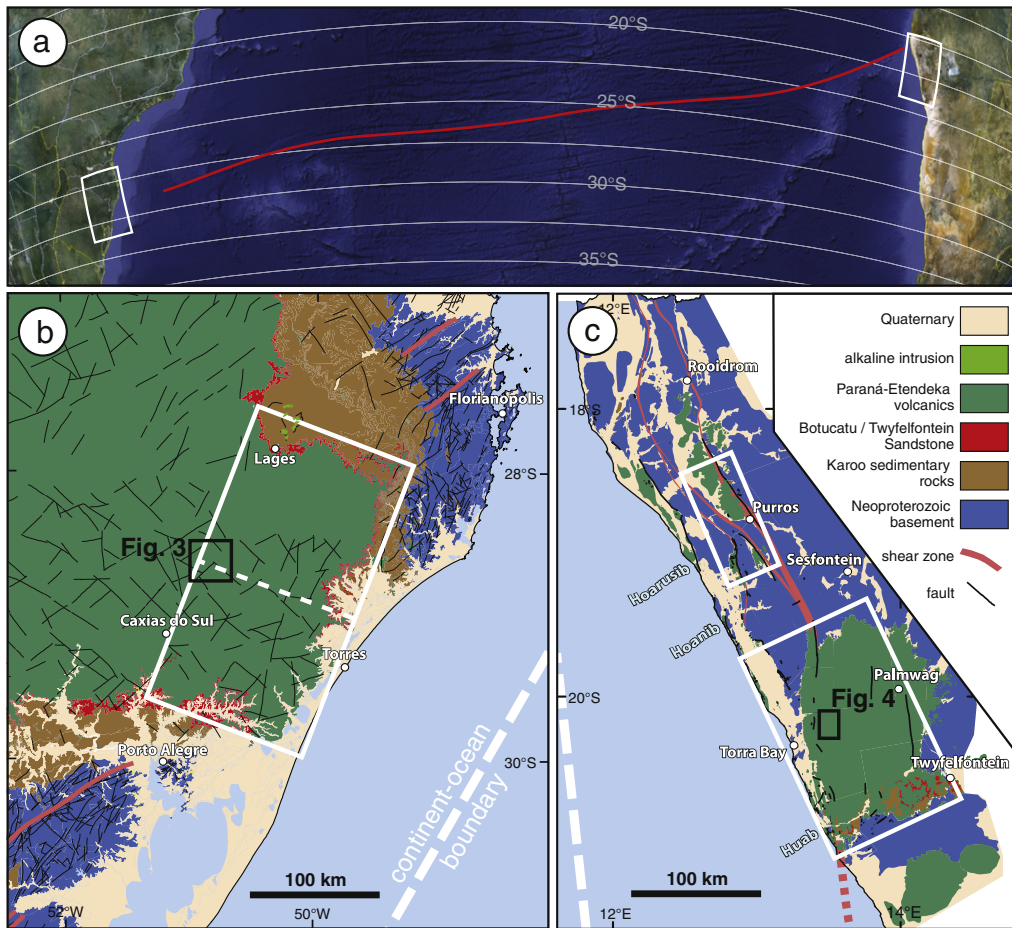 a
20°S
25°S
30°S
35°S
b
Florianópolis
Lages
28°S
Fig. 3
Caxias do Sul
Torres
Porto Alegre
30°S
continent-ocean
boundary
100 km
52°W
50°W
c
12°E
Rooidrom
18°S
Purros
Sesfontein
Hoarusib
Hoanib
20°S
Palmwag
Fig. 4
Torra Bay
Twyfelfontein
Huab
100 km
12°E
14°E
Quaternary
alkaline intrusion
Paraná-Etendeka
volcanics
Botucatu / Twyfelfontein
Sandstone
Karoo sedimentary
rocks
Neoproterozoic
basement
shear zone
fault